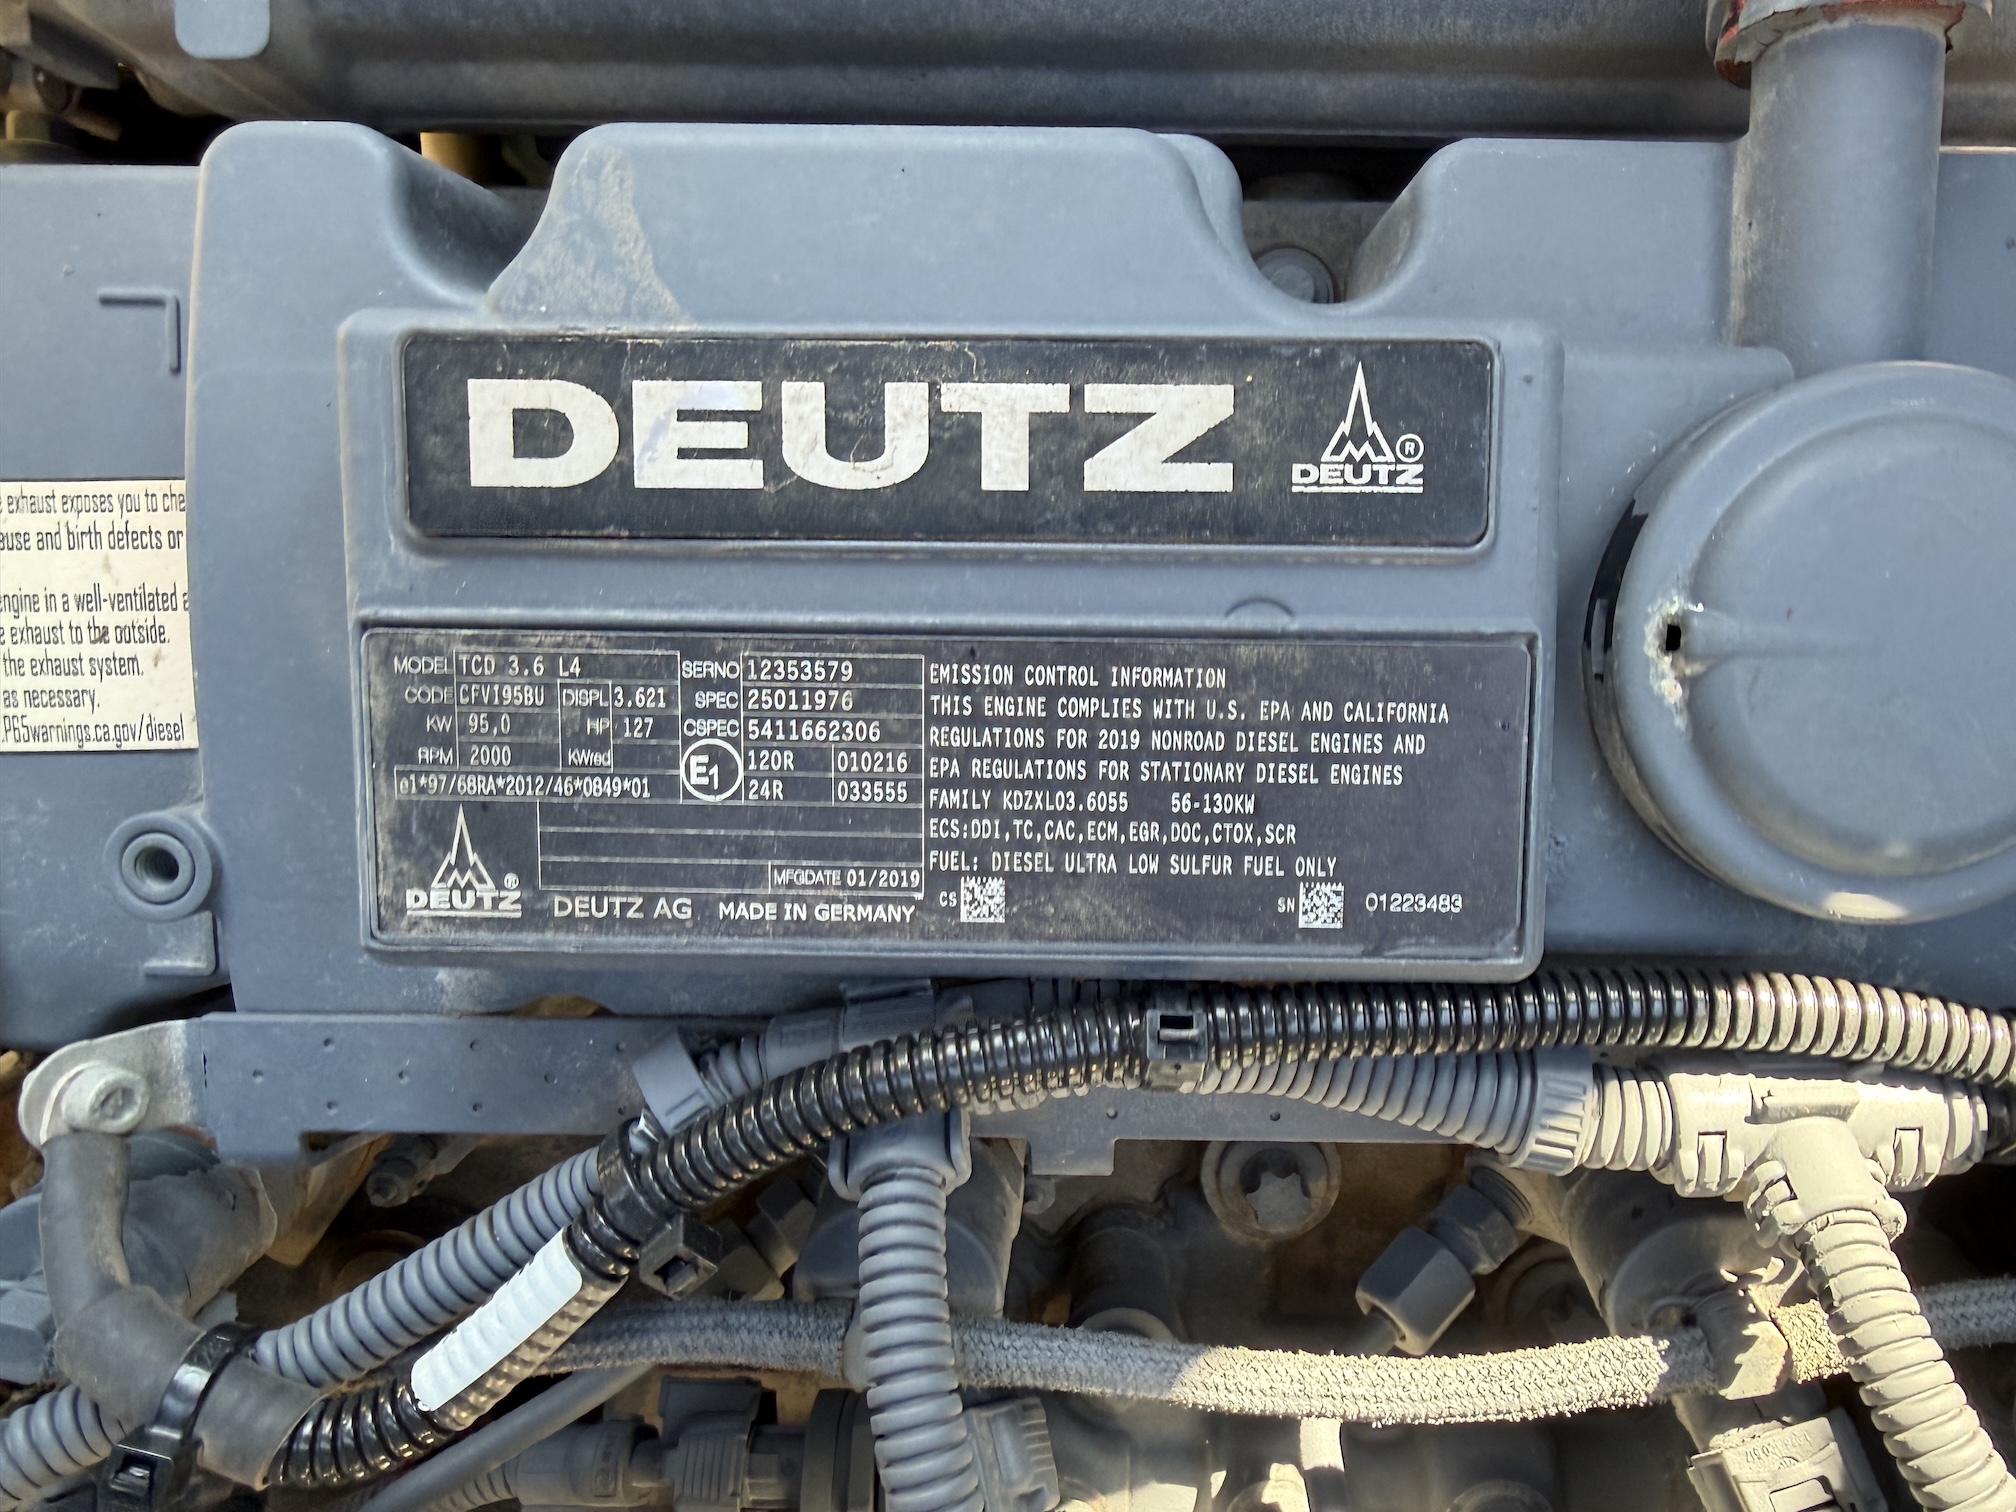 DEUTZ
DEUTZ®
exhaust exposes you to che
ause and birth defects or
engine in a well-ventilated
exhaust to the outside.
the exhaust system.
as necessary.
P65warnings.ca.gov/diesel
MODEL TCD 3.6 L4
CODE CFV195BU DISPL 3.621
KW 95,0 HP 127
RPM 2000 KWred
e1*97/68RA*2012/46*0849*01
SERNO 12353579
SPEC 25011976
CSPEC 5411662306
E1 120R 010216
24R 033555
MFGDATE 01/2019
DEUTZ® DEUTZ AG MADE IN GERMANY
EMISSION CONTROL INFORMATION
THIS ENGINE COMPLIES WITH U.S. EPA AND CALIFORNIA
REGULATIONS FOR 2019 NONROAD DIESEL ENGINES AND
EPA REGULATIONS FOR STATIONARY DIESEL ENGINES
FAMILY KDZXL03.6055 56-130KW
ECS:DDI,TC,CAC,ECM,EGR,DOC,CTOX,SCR
FUEL: DIESEL ULTRA LOW SULFUR FUEL ONLY
CS SN 01223483